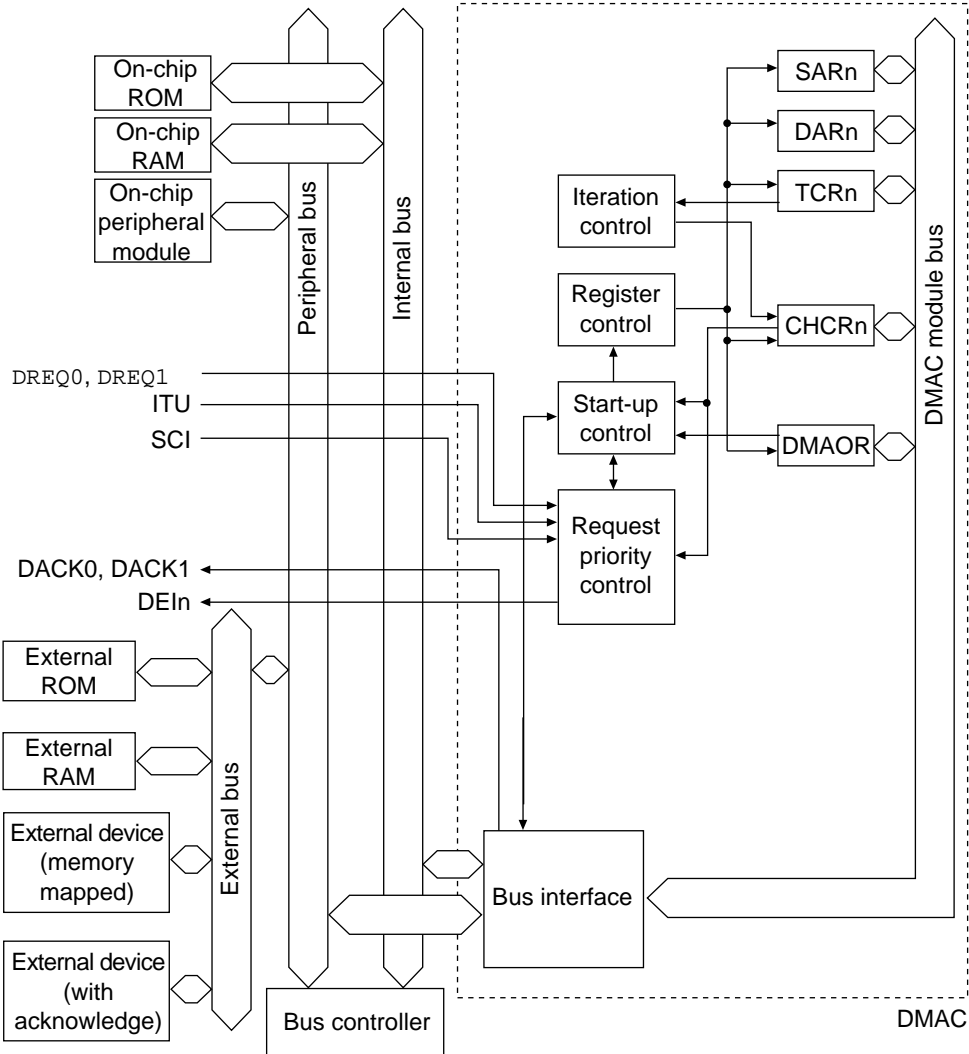 On-chip
ROM
On-chip
RAM
On-chip
peripheral
module
Peripheral bus
Internal bus
SARn
DARn
TCRn
Iteration
control
Register
control
CHCRn
DMAC module bus
DREQ0, DREQ1
ITU
SCI
Start-up
control
DMAOR
Request
priority
control
DACK0, DACK1
DEIn
External
ROM
External
RAM
External bus
External device
(memory
mapped)
External device
(with
acknowledge)
Bus interface
Bus controller
DMAC